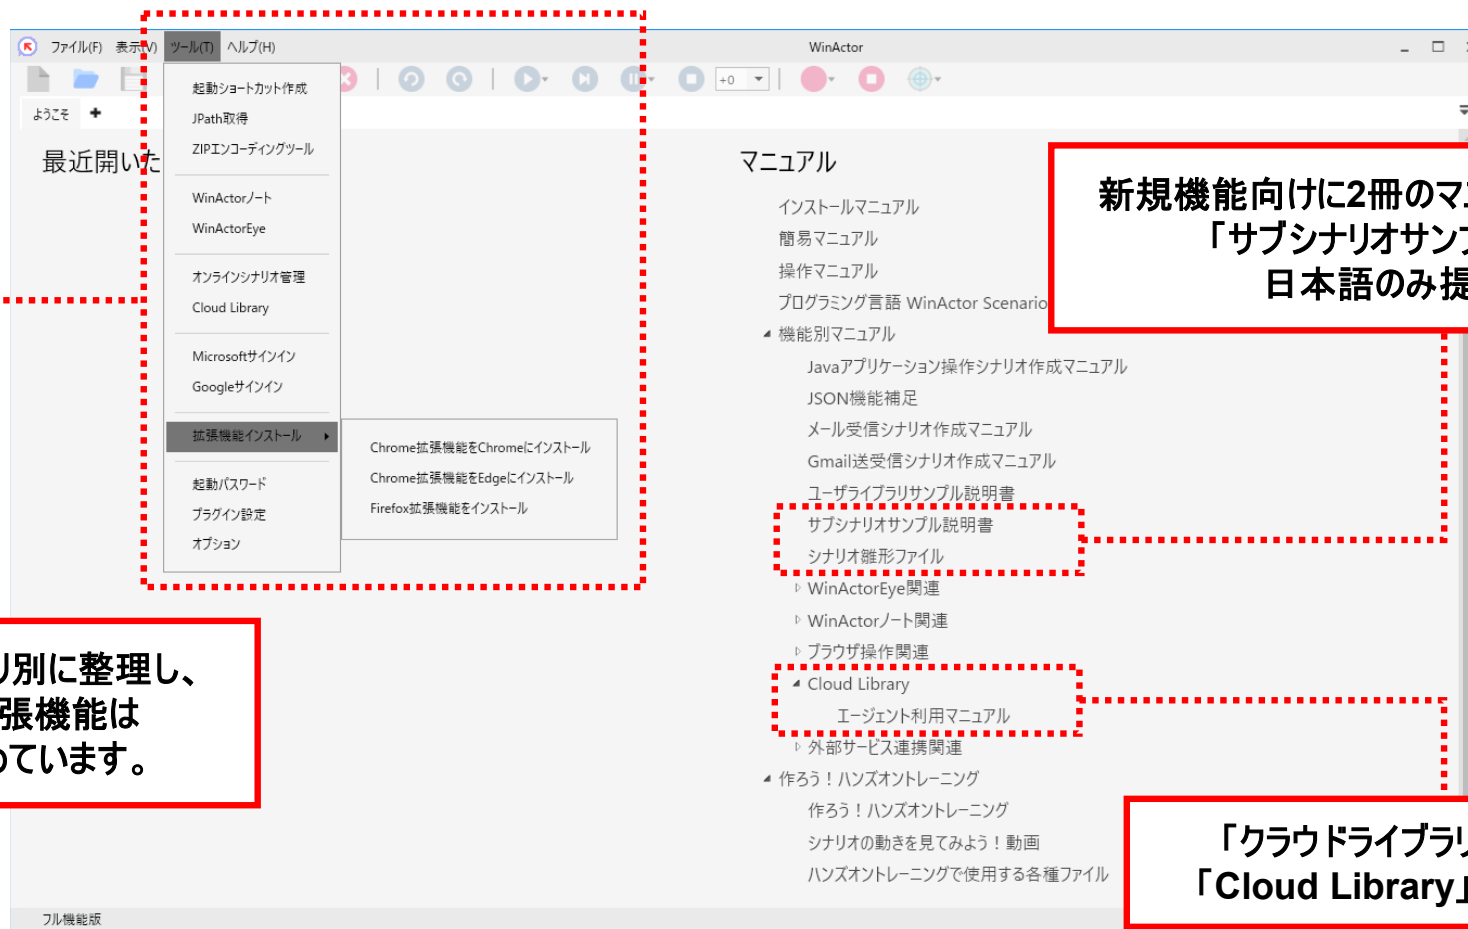 ファイル(F) 表示(V) ツール(T) ヘルプ(H)
WinActor
+0
ようこそ
最近開いた
起動ショートカット作成
JPath取得
ZIPエンコーディングツール
WinActorノート
WinActorEye
オンラインシナリオ管理
Cloud Library
Microsoftサインイン
Googleサインイン
拡張機能インストール
起動パスワード
プラグイン設定
オプション
Chrome拡張機能をChromeにインストール
Chrome拡張機能をEdgeにインストール
Firefox拡張機能をインストール
マニュアル
インストールマニュアル
簡易マニュアル
操作マニュアル
プログラミング言語 WinActor Scenario
機能別マニュアル
Javaアプリケーション操作シナリオ作成マニュアル
JSON機能補足
メール受信シナリオ作成マニュアル
Gmail送受信シナリオ作成マニュアル
ユーザライブラリサンプル説明書
サブシナリオサンプル説明書
シナリオ雛形ファイル
WinActorEye関連
WinActorノート関連
ブラウザ操作関連
Cloud Library
エージェント利用マニュアル
外部サービス連携関連
作ろう！ハンズオントレーニング
作ろう！ハンズオントレーニング
シナリオの動きを見てみよう！動画
ハンズオントレーニングで使用する各種ファイル
新規機能向けに2冊のマ
「サブシナリオサン
日本語のみ提
リ別に整理し、
張機能は
ています。
「クラウドライブラリ
「Cloud Library」
フル機能版